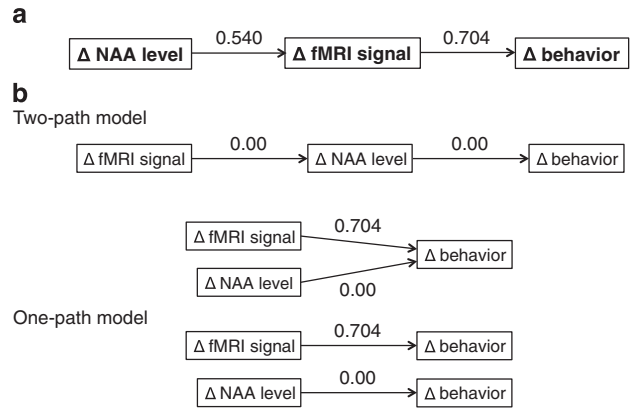 a
0.540 0.704
Δ NAA level Δ fMRI signal Δ behavior
b
Two-path model
0.00 0.00
Δ fMRI signal Δ NAA level Δ behavior
0.704
Δ fMRI signal
Δ behavior
Δ NAA level
0.00
One-path model
0.704
Δ fMRI signal Δ behavior
0.00
Δ NAA level Δ behavior